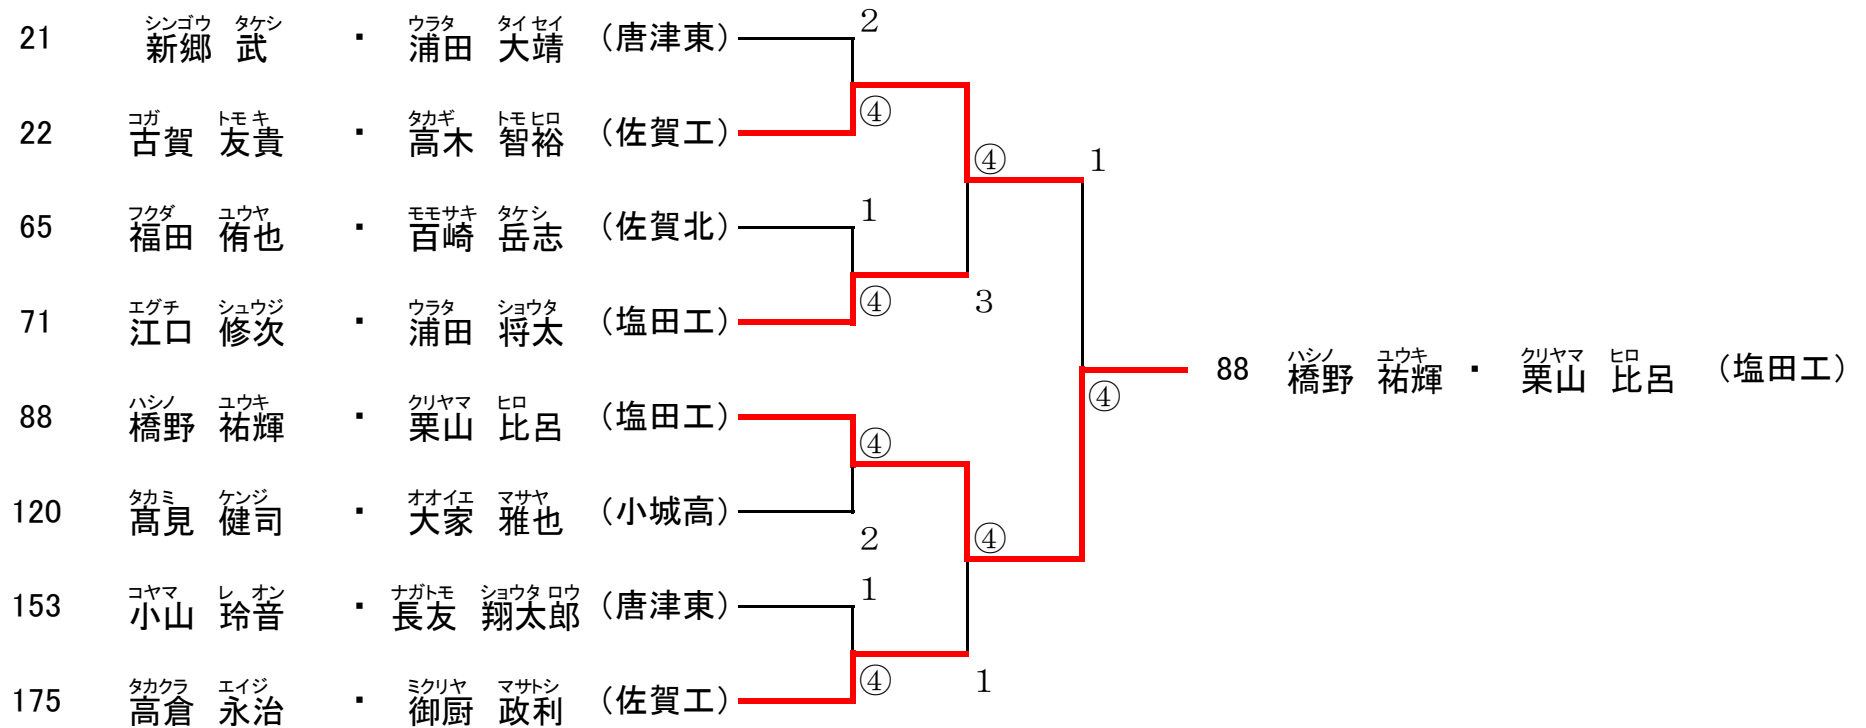 シンゴウ タケシ ウラタ タイセイ 2
21 新郷 武 ・ 浦田 大靖 (唐津東)
コガ トモキ タカギ トモヒロ ④
22 古賀 友貴 ・ 高木 智裕 (佐賀工)
④ 1
フクダ ユウヤ モモサキ タケシ 1
65 福田 侑也 ・ 百崎 岳志 (佐賀北)
エグチ シュウジ ウラタ ショウタ ④ 3
71 江口 修次 ・ 浦田 将太 (塩田工)
ハシノ ユウキ クリヤマ ヒロ
88 橋野 祐輝 ・ 栗山 比呂 (塩田工)
④
ハシノ ユウキ クリヤマ ヒロ
88 橋野 祐輝 ・ 栗山 比呂 (塩田工)
④
タカミ ケンジ オオイエ マサヤ
120 髙見 健司 ・ 大家 雅也 (小城高)
2 ④
コヤマ レオン ナガトモ ショウタロウ 1
153 小山 玲音 ・ 長友 翔太郎 (唐津東)
タカクラ エイジ ミクリヤ マサトシ ④ 1
175 高倉 永治 ・ 御厨 政利 (佐賀工)